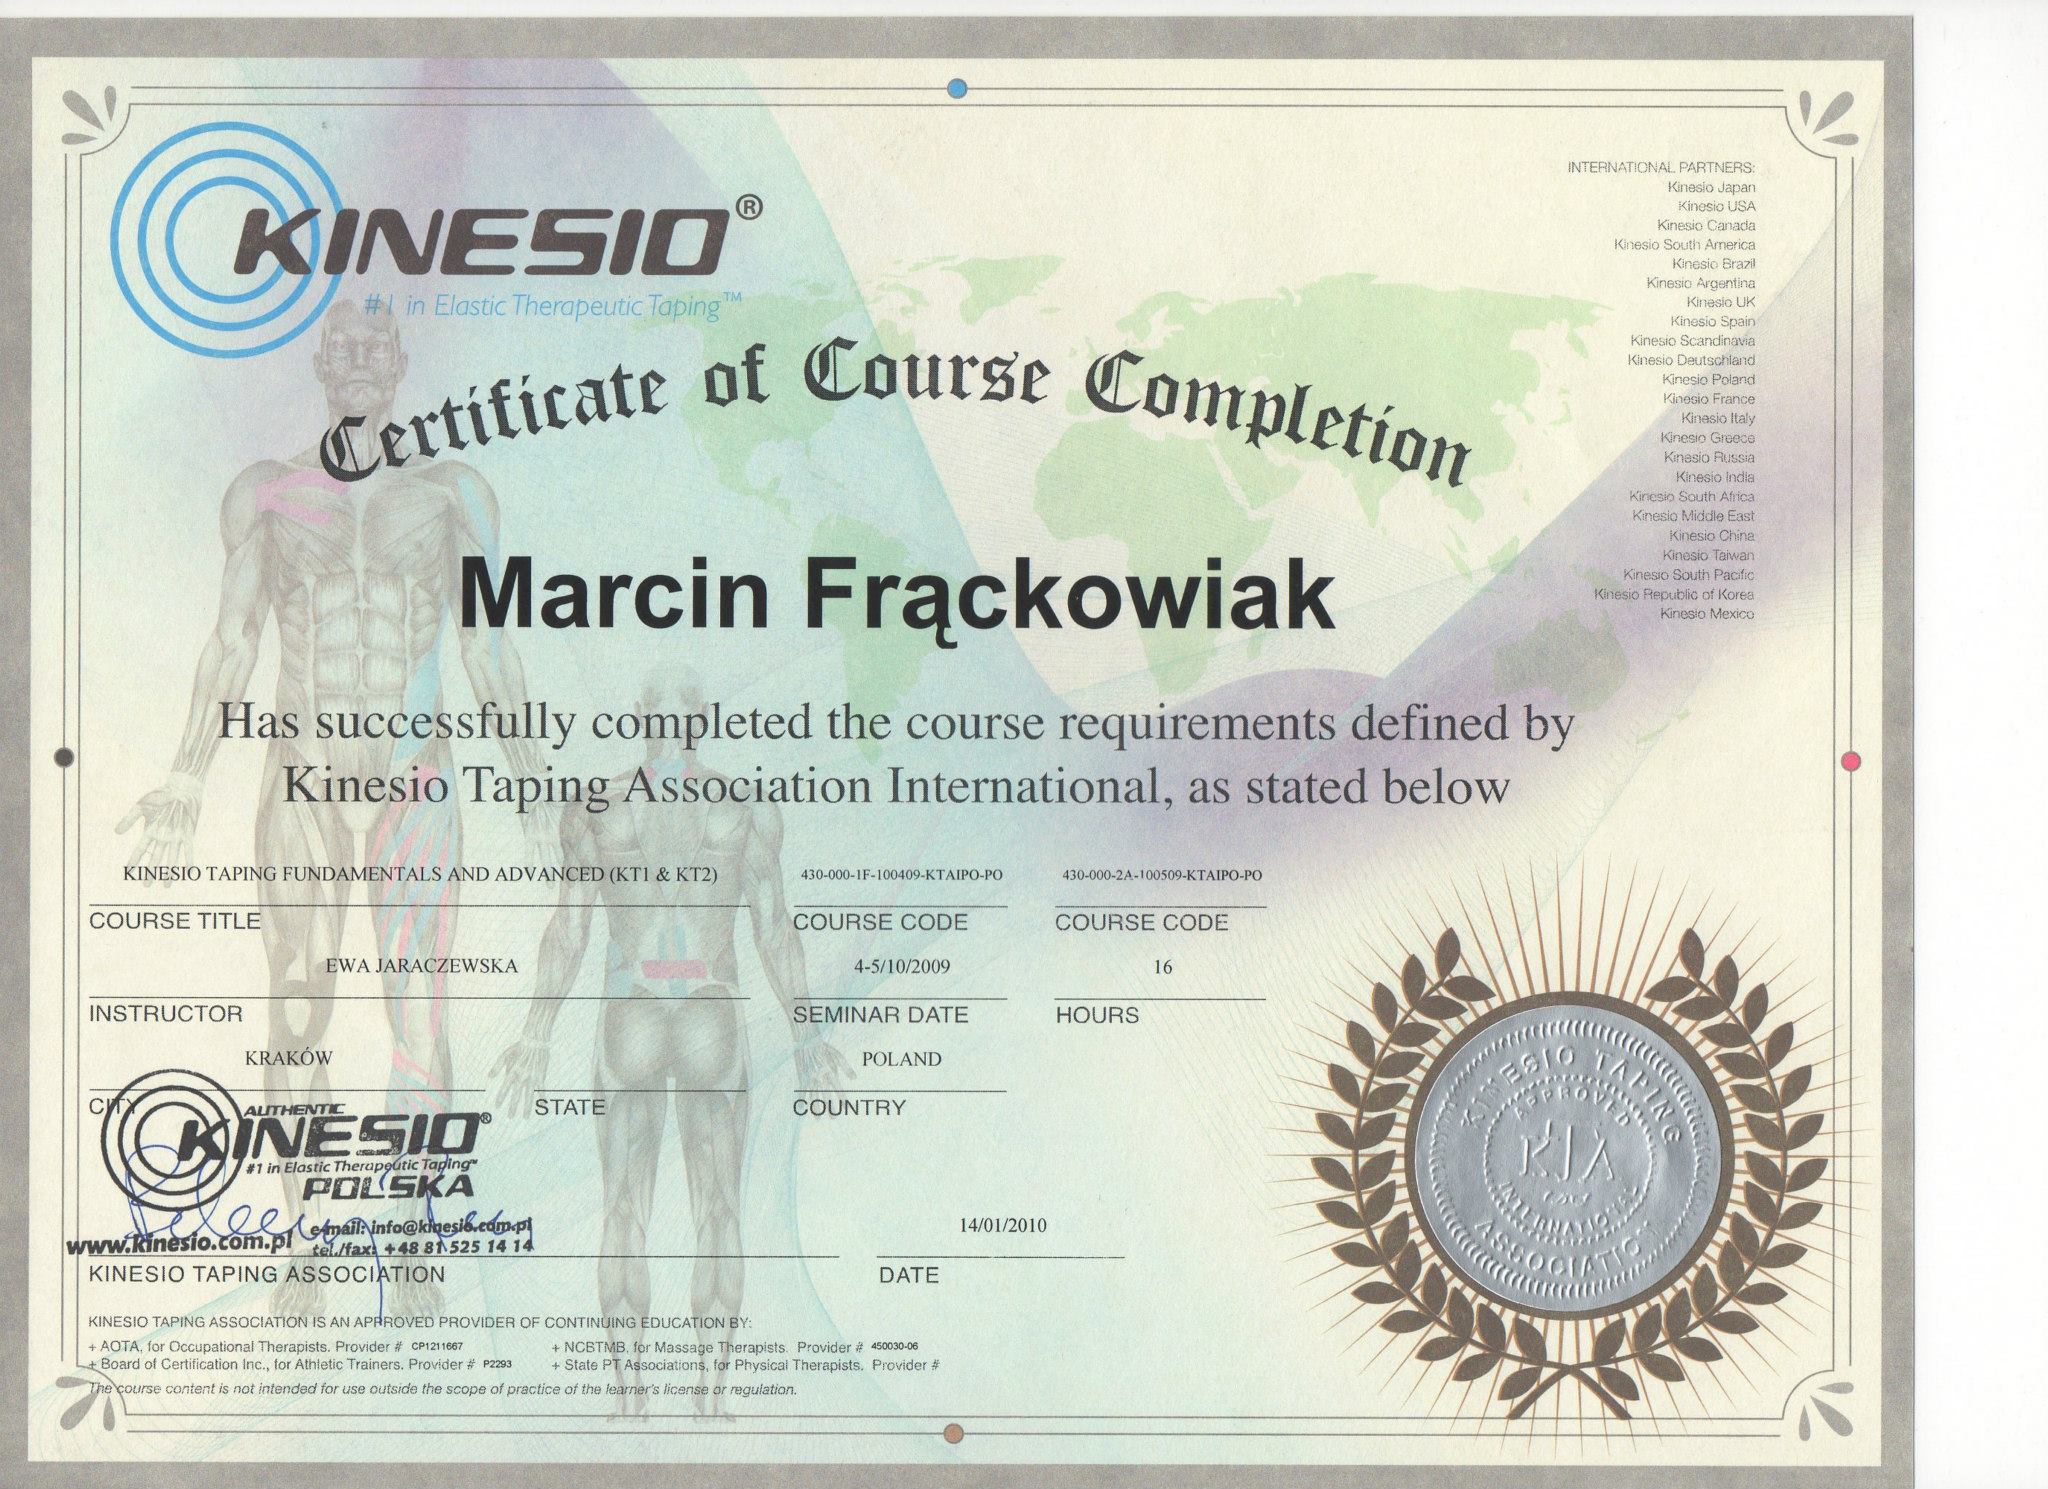 KINESIO®
#1 in Elastic Therapeutic Taping™
INTERNATIONAL PARTNERS:
Kinesio Japan
Kinesio USA
Kinesio Canada
Kinesio South America
Kinesio Brazil
Kinesio Argentina
Kinesio UK
Kinesio Spain
Kinesio Scandinavia
Kinesio Deutschland
Kinesio Poland
Kinesio France
Kinesio Italy
Kinesio Greece
Kinesio Russia
Kinesio India
Kinesio South Africa
Kinesio Middle East
Kinesio China
Kinesio Taiwan
Kinesio South Pacific
Kinesio Republic of Korea
Kinesio Mexico
Certificate of Course Completion
Marcin Frąckowiak
Has successfully completed the course requirements defined by
Kinesio Taping Association International, as stated below
KINESIO TAPING FUNDAMENTALS AND ADVANCED (KT1 & KT2) 430-000-1F-100409-KTAIPO-PO 430-000-2A-100509-KTAIPO-PO
COURSE TITLE COURSE CODE COURSE CODE
EWA JARACZEWSKA 4-5/10/2009 16
INSTRUCTOR SEMINAR DATE HOURS
KRAKÓW POLAND
CITY STATE COUNTRY
AUTHENTIC
KINESIO®
#1 in Elastic Therapeutic Taping™
POLSKA
e-mail: info@kinesio.com.pl
www.kinesio.com.pl tel./fax: +48 81 525 14 14
14/01/2010
KINESIO TAPING ASSOCIATION DATE
KINESIO TAPING ASSOCIATION IS AN APPROVED PROVIDER OF CONTINUING EDUCATION BY:
+ AOTA, for Occupational Therapists. Provider # CP1211667 + NCBTMB, for Massage Therapists. Provider # 450030-06
+ Board of Certification Inc., for Athletic Trainers. Provider # P2293 + State PT Associations, for Physical Therapists. Provider #
The course content is not intended for use outside the scope of practice of the learner's license or regulation.
KINESIO TAPING
APPROVED
KTA
INTERNATIONAL
ASSOCIATION